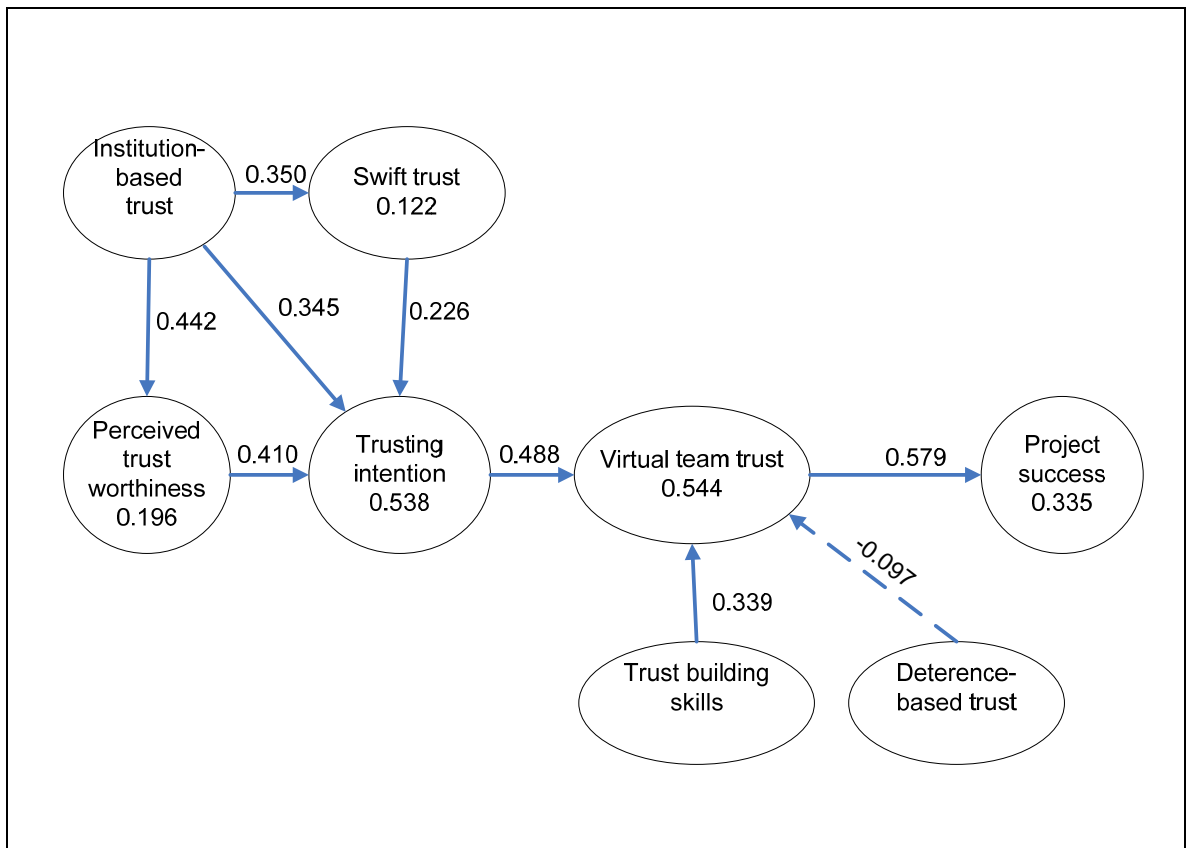 Institution-
based
trust
0.350
Swift trust
0.122
0.442
0.345
0.226
Perceived
trust
worthiness
0.196
0.410
Trusting
intention
0.538
0.488
Virtual team trust
0.544
0.579
Project
success
0.335
-0.097
0.339
Trust building
skills
Deterence-
based trust